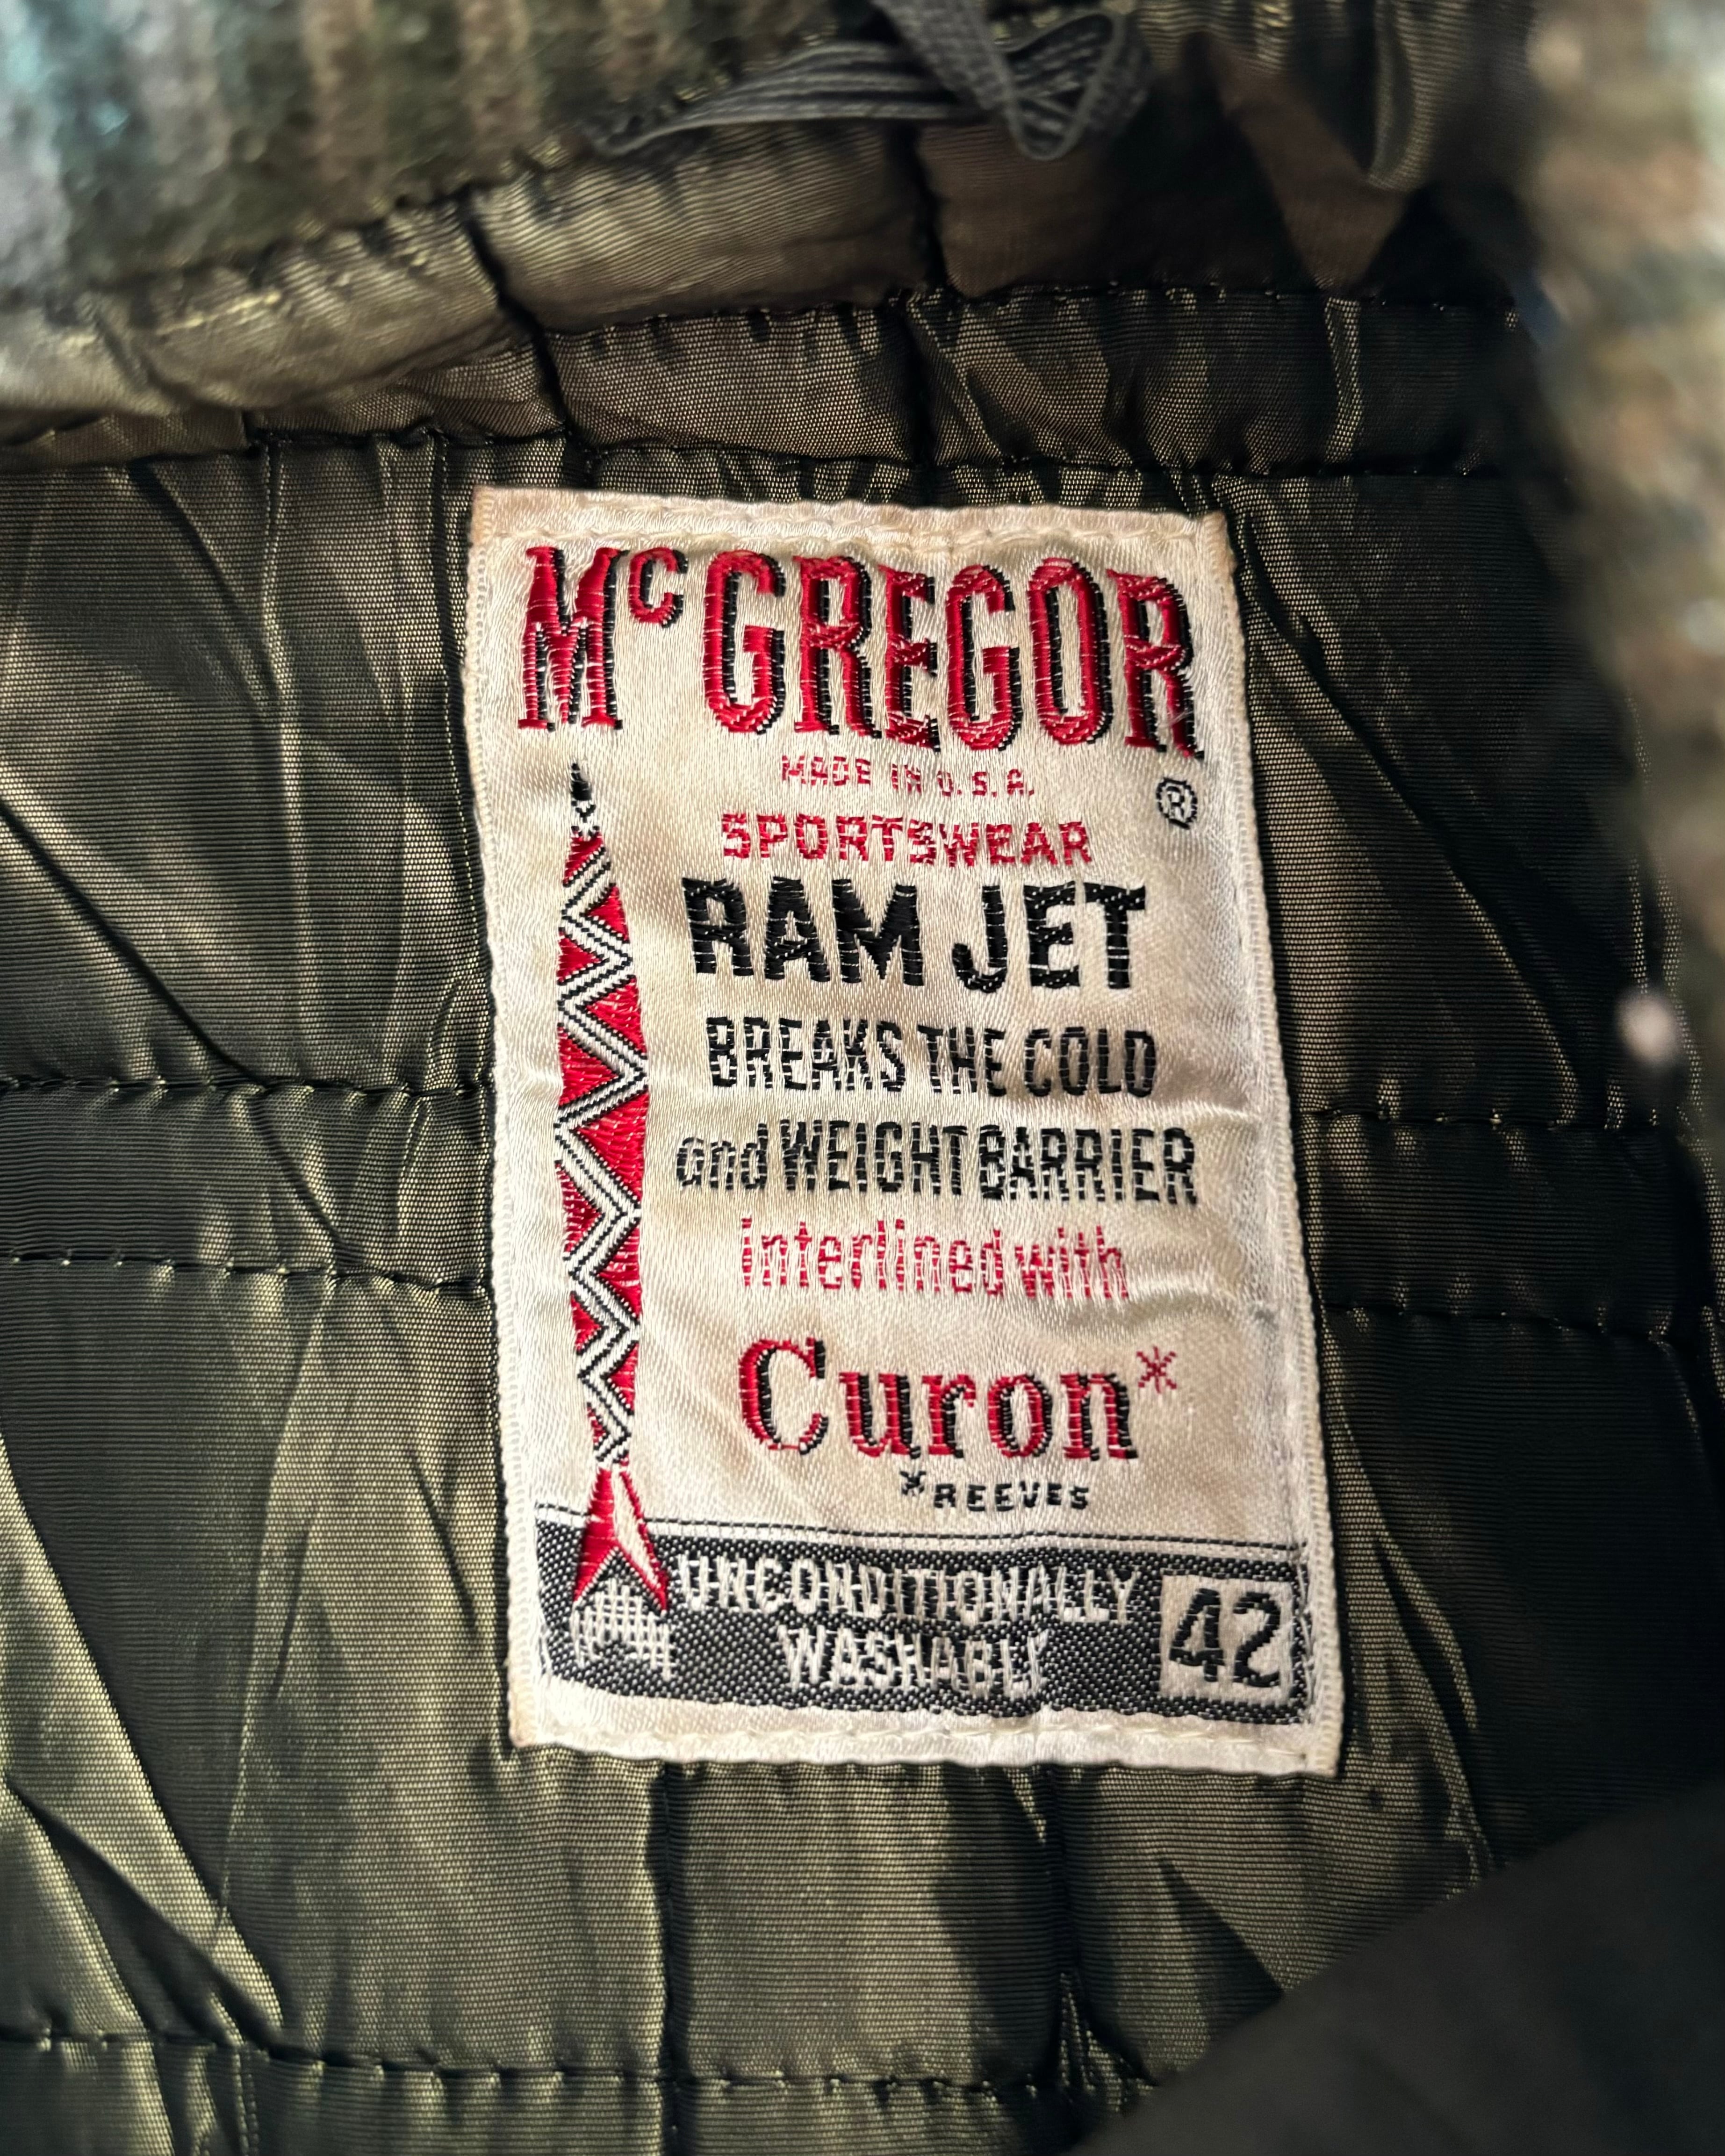 McGREGOR
®
MADE IN U.S.A.
SPORTSWEAR
RAM JET
BREAKS THE COLD
and WEIGHT BARRIER
interlined with
Curon*
*REEVES
UNCONDITIONALLY
WASHABLE
42